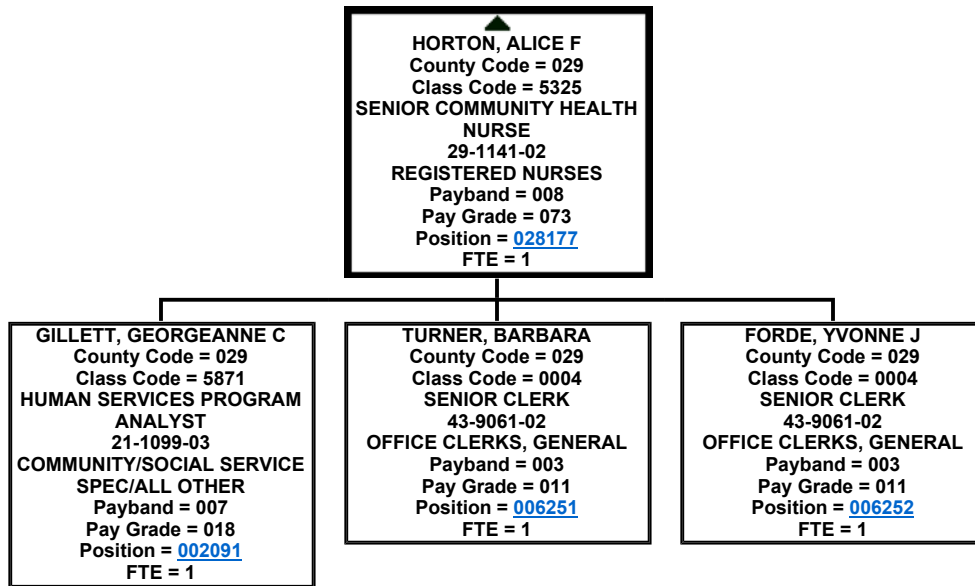 HORTON, ALICE F
County Code = 029
Class Code = 5325
SENIOR COMMUNITY HEALTH
NURSE
29-1141-02
REGISTERED NURSES
Payband = 008
Pay Grade = 073
Position = 028177
FTE = 1
GILLETT, GEORGEANNE C
County Code = 029
Class Code = 5871
HUMAN SERVICES PROGRAM
ANALYST
21-1099-03
COMMUNITY/SOCIAL SERVICE
SPEC/ALL OTHER
Payband = 007
Pay Grade = 018
Position = 002091
FTE = 1
TURNER, BARBARA
County Code = 029
Class Code = 0004
SENIOR CLERK
43-9061-02
OFFICE CLERKS, GENERAL
Payband = 003
Pay Grade = 011
Position = 006251
FTE = 1
FORDE, YVONNE J
County Code = 029
Class Code = 0004
SENIOR CLERK
43-9061-02
OFFICE CLERKS, GENERAL
Payband = 003
Pay Grade = 011
Position = 006252
FTE = 1